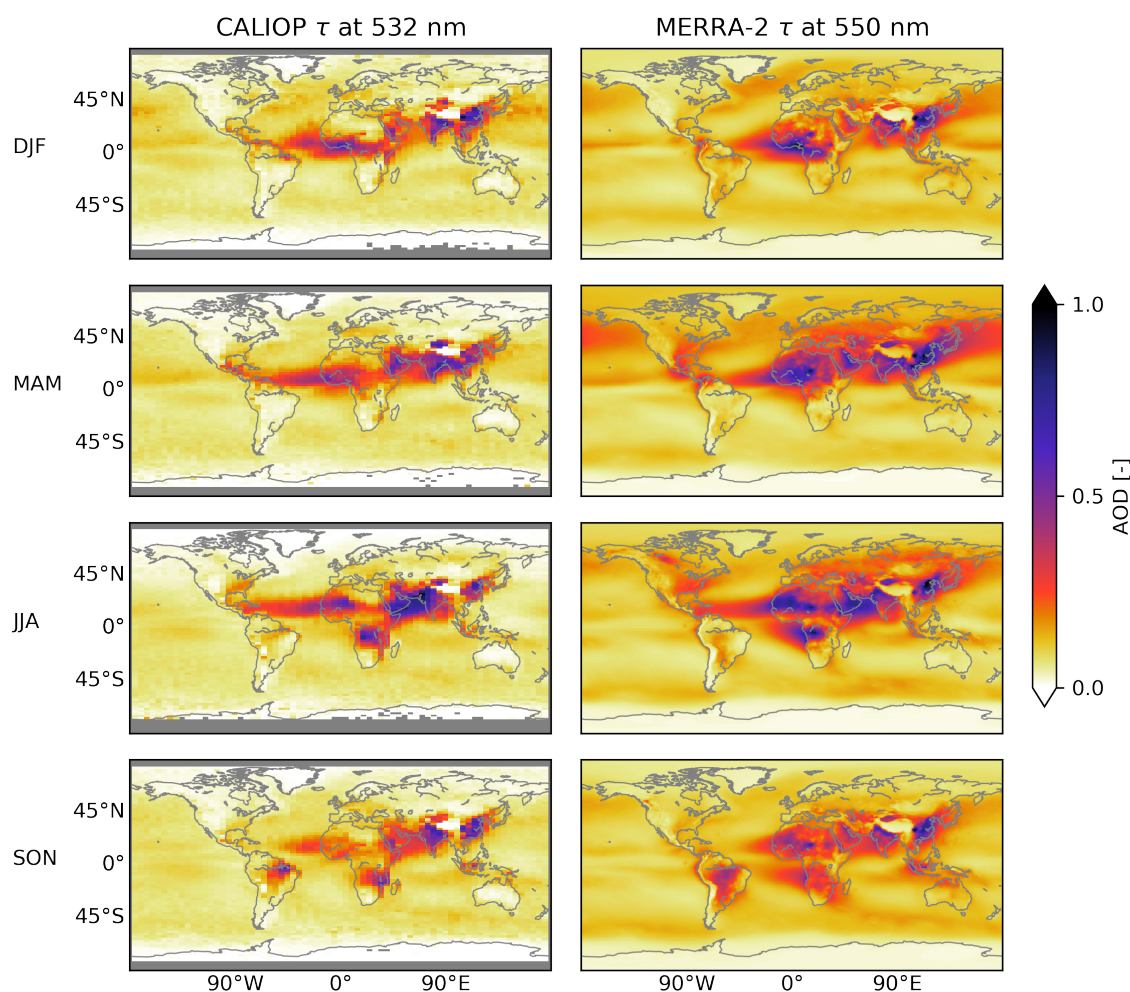 CALIOP τ at 532 nm
MERRA-2 τ at 550 nm
DJF
45°N
0°
45°S
MAM
45°N
0°
45°S
JJA
45°N
0°
45°S
SON
45°N
0°
45°S
90°W
0°
90°E
90°W
0°
90°E
1.0
0.5
0.0
AOD [-]